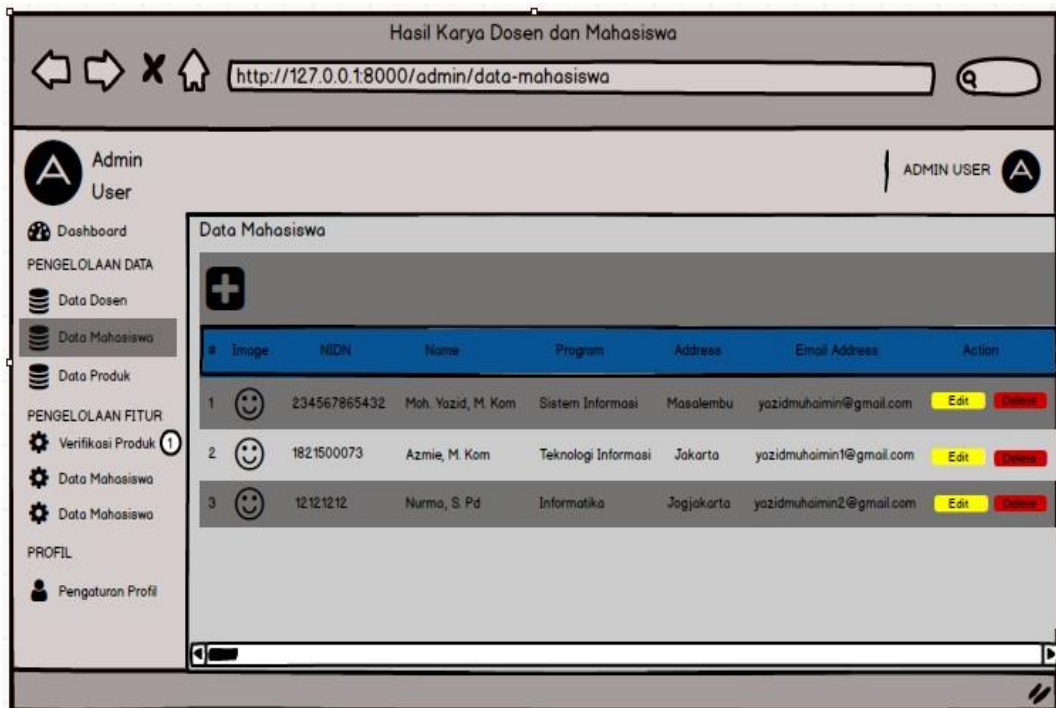 Hasil Karya Dosen dan Mahasiswa
http://127.0.0.1:8000/admin/data-mahasiswa
Admin
User
ADMIN USER
Dashboard
PENGELOLAAN DATA
Data Dosen
Data Mahasiswa
Data Produk
PENGELOLAAN FITUR
Verifikasi Produk 1
Data Mahasiswa
Data Mahasiswa
PROFIL
Pengaturan Profil
Data Mahasiswa
# Image NIDN Name Program Address Email Address Action
1 234567865432 Moh. Yazid, M. Kom Sistem Informasi Masalembu yazidmuhaimin@gmail.com Edit Delete
2 1821500073 Azmie, M. Kom Teknologi Informasi Jakarta yazidmuhaimin1@gmail.com Edit Delete
3 12121212 Nurma, S. Pd Informatika Jogjakarta yazidmuhaimin2@gmail.com Edit Delete